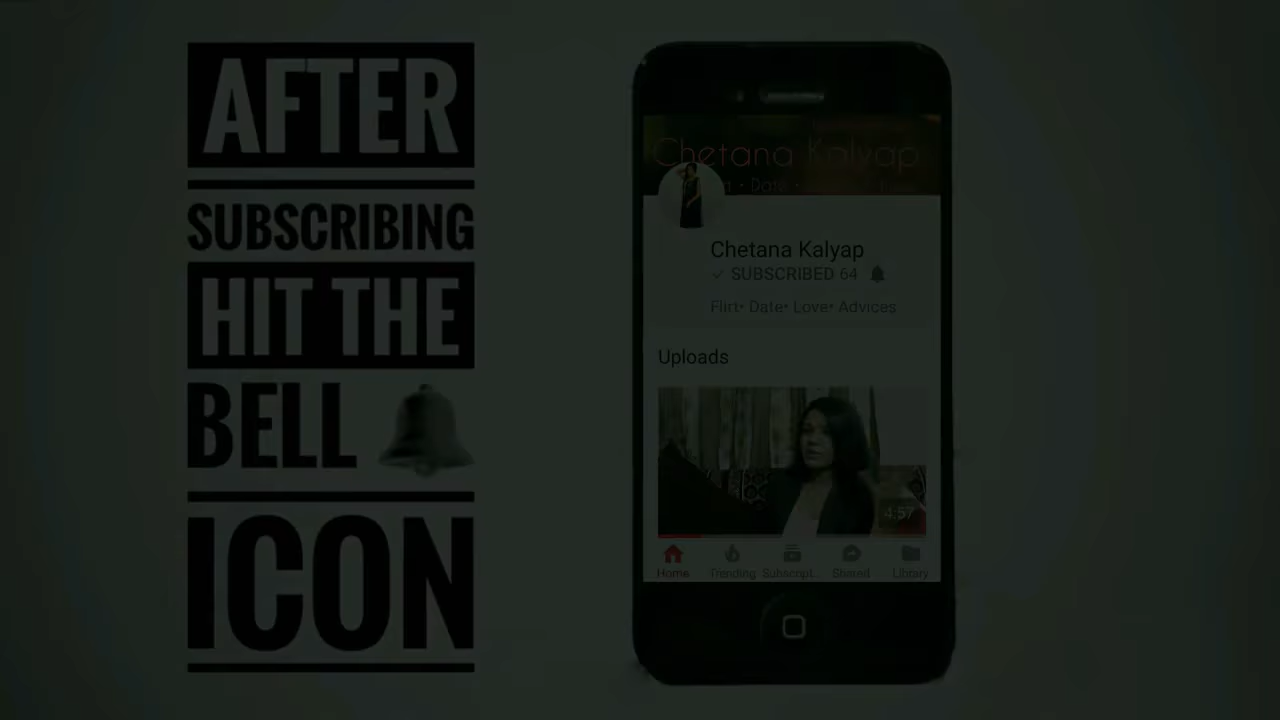 AFTER
SUBSCRIBING
HIT THE
BELL
ICON
Chetana Kalyap
Date •
Chetana Kalyap
✓ SUBSCRIBED 64
Flirt• Date• Love• Advices
Uploads
4:57
Home Trending Subscript... Shared Library